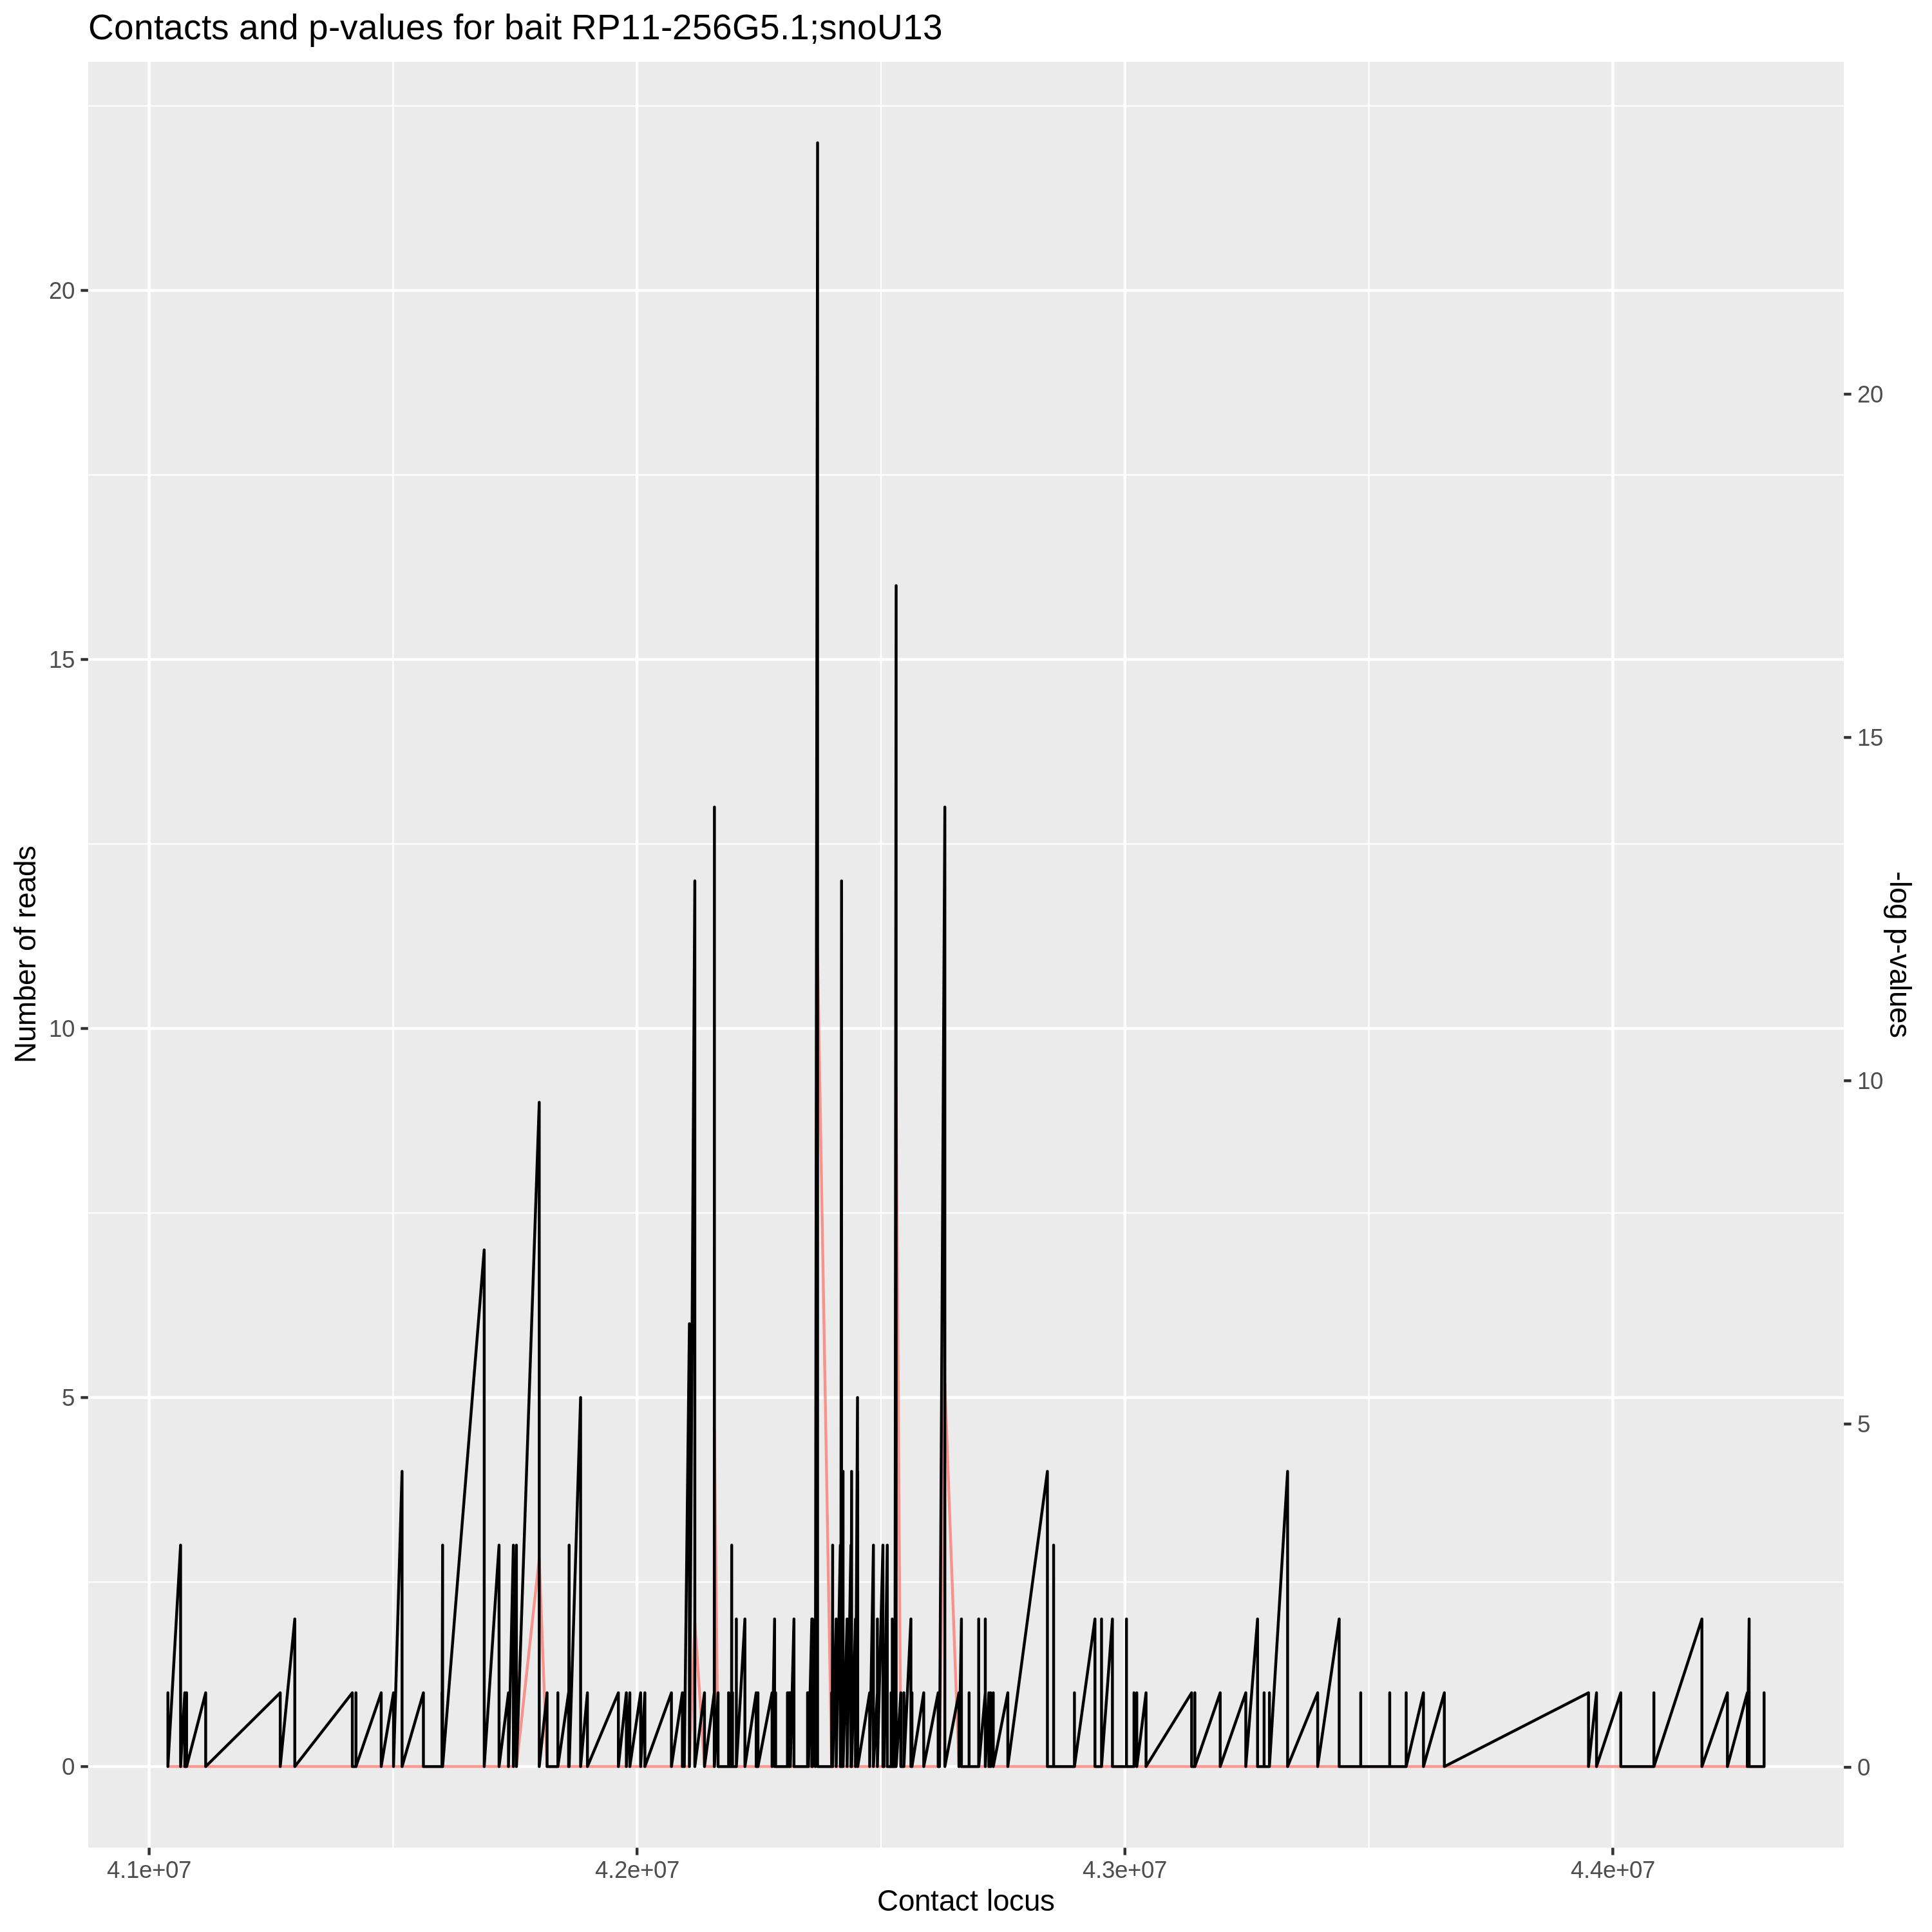 Contacts and p-values for bait RP11-256G5.1;snoU13
Number of reads
20
15
10
5
0
20
15
10
5
0
-log p-values
4.1e+07 4.2e+07 4.3e+07 4.4e+07
Contact locus